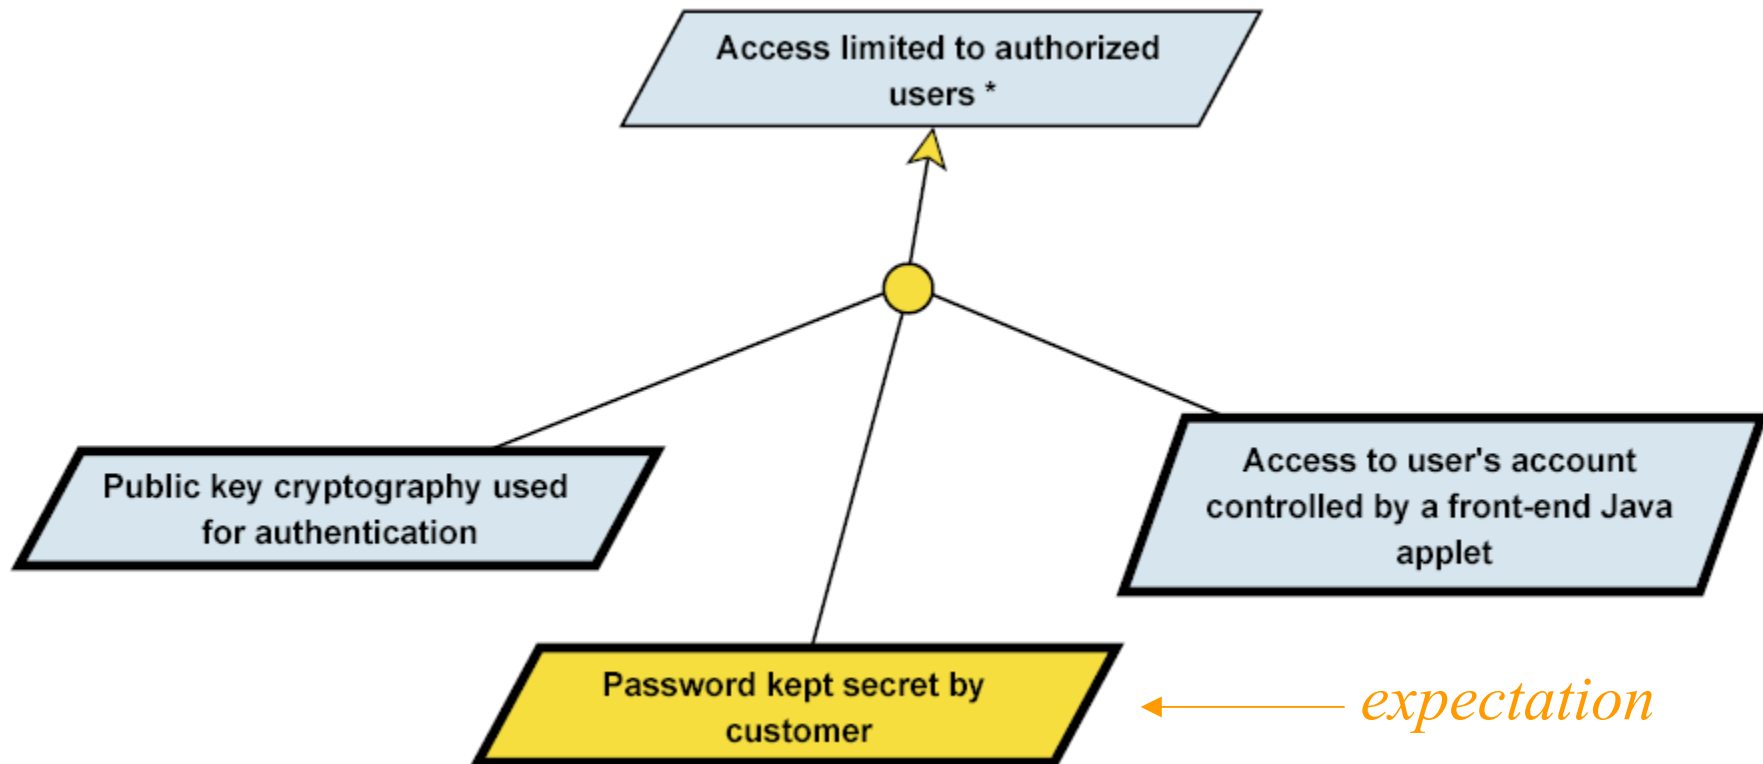 Access limited to authorized
users *
Public key cryptography used
for authentication
Access to user's account
controlled by a front-end Java
applet
Password kept secret by
customer
expectation